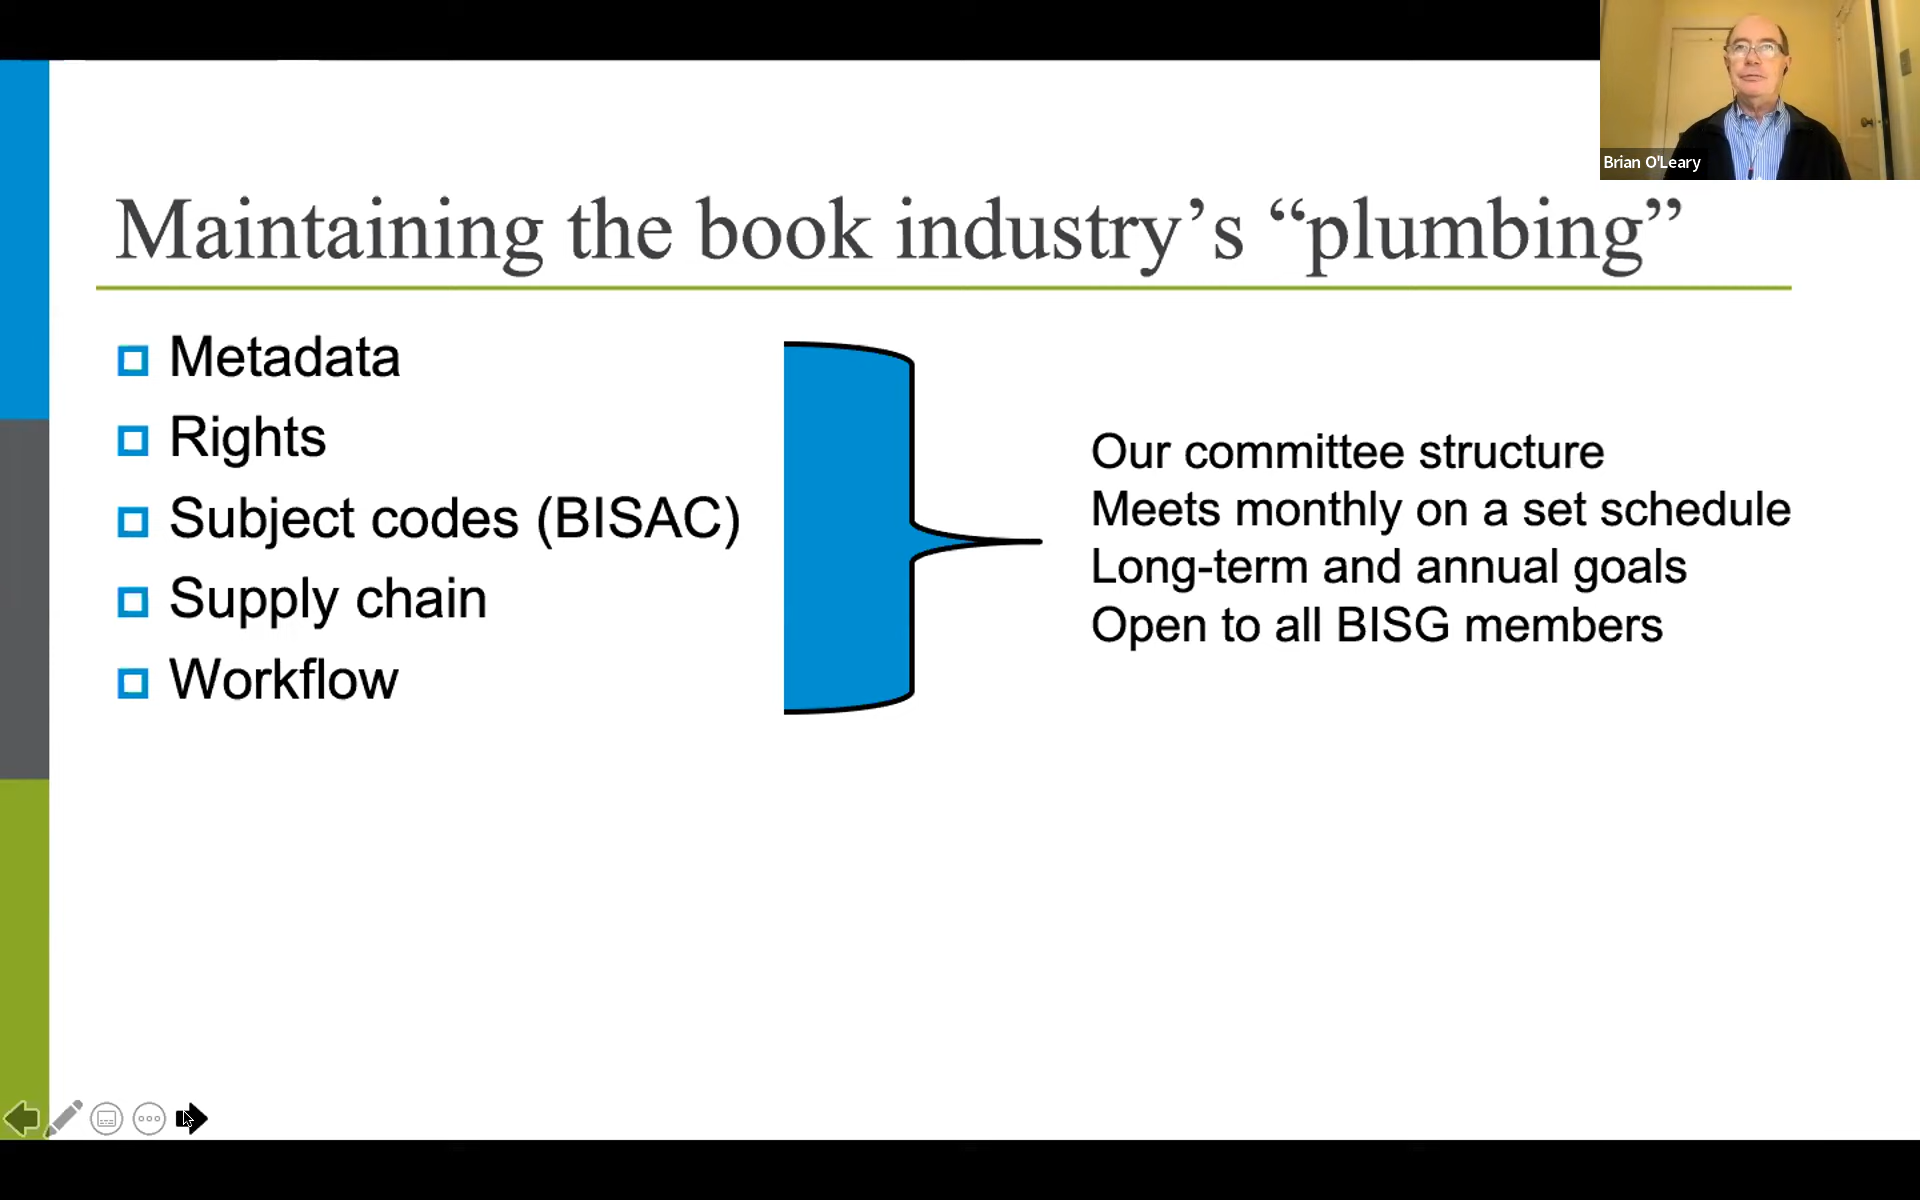 Brian O'Leary
Maintaining the book industry’s “plumbing”
Metadata
Rights
Subject codes (BISAC)
Supply chain
Workflow
Our committee structure
Meets monthly on a set schedule
Long-term and annual goals
Open to all BISG members